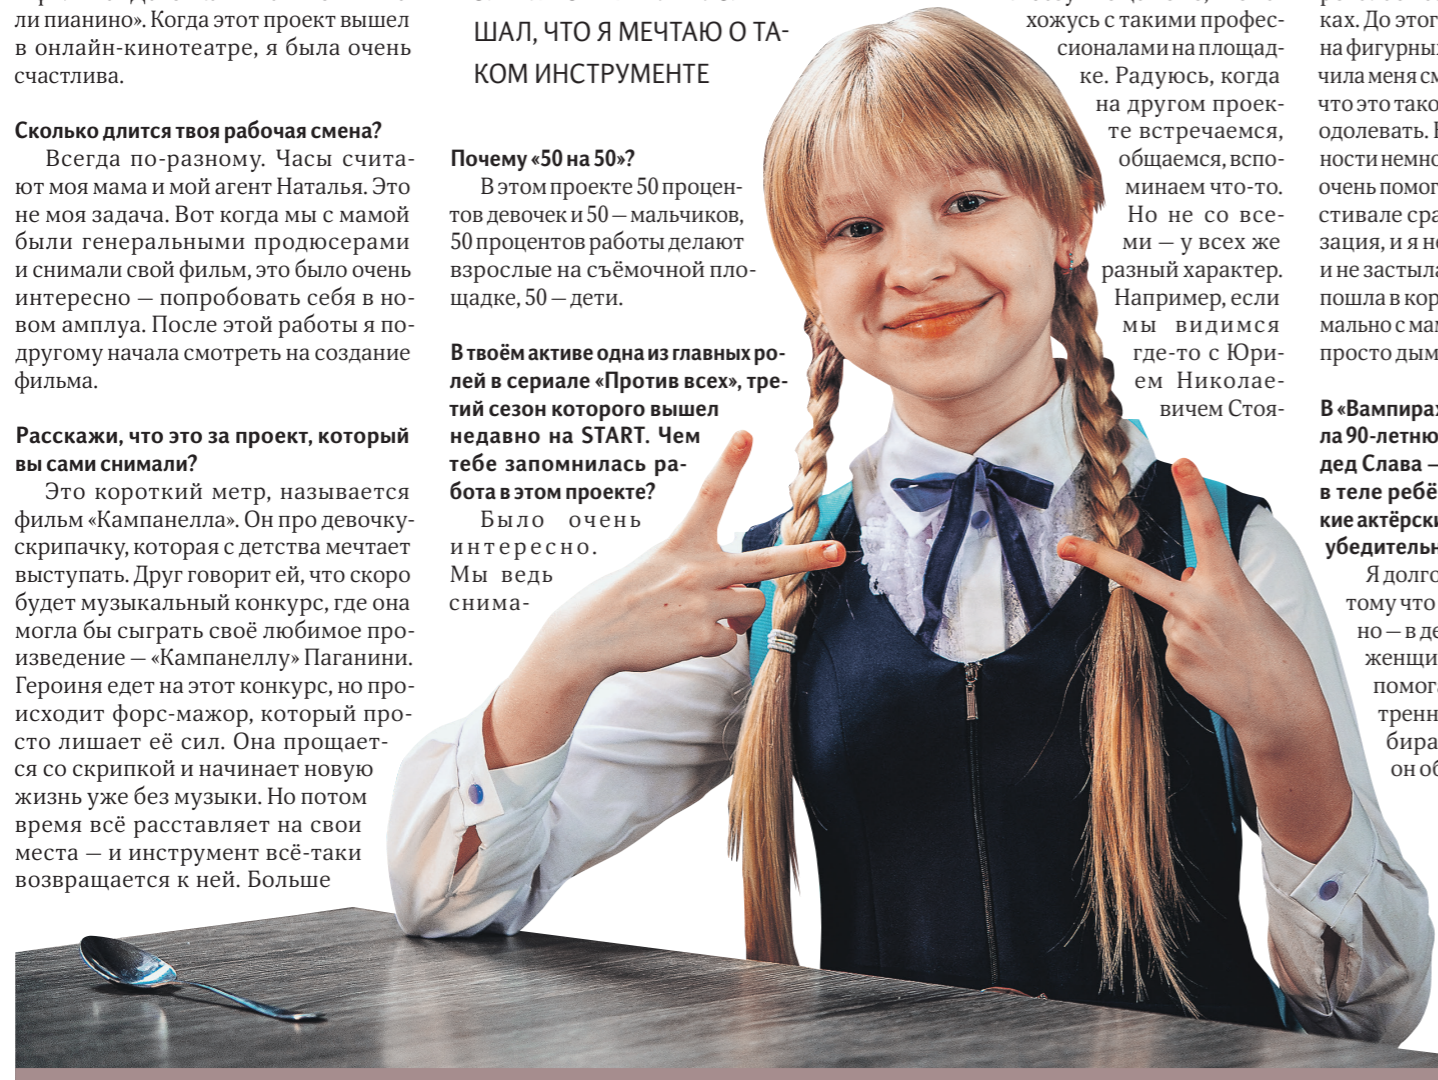 ли пианино». Когда этот проект вышел
в онлайн-кинотеатре, я была очень
счастлива.
Сколько длится твоя рабочая смена?
Всегда по-разному. Часы счита-
ют моя мама и мой агент Наталья. Это
не моя задача. Вот когда мы с мамой
были генеральными продюсерами
и снимали свой фильм, это было очень
интересно — попробовать себя в но-
вом амплуа. После этой работы я по-
другому начала смотреть на создание
фильма.
Расскажи, что это за проект, который
вы сами снимали?
Это короткий метр, называется
фильм «Кампанелла». Он про девочку-
скрипачку, которая с детства мечтает
выступать. Друг говорит ей, что скоро
будет музыкальный конкурс, где она
могла бы сыграть своё любимое про-
изведение — «Кампанеллу» Паганини.
Героиня едет на этот конкурс, но про-
исходит форс-мажор, который про-
сто лишает её сил. Она прощает-
ся со скрипкой и начинает новую
жизнь уже без музыки. Но потом
время всё расставляет на свои
места — и инструмент всё-таки
возвращается к ней. Больше
ШАЛ, ЧТО Я МЕЧТАЮ О ТА-
КОМ ИНСТРУМЕНТЕ
Почему «50 на 50»?
В этом проекте 50 процен-
тов девочек и 50 — мальчиков,
50 процентов работы делают
взрослые на съёмочной пло-
щадке, 50 — дети.
В твоём активе одна из главных ро-
лей в сериале «Против всех», тре-
тий сезон которого вышел
недавно на START. Чем
тебе запомнилась ра-
бота в этом проекте?
Было очень
интересно.
Мы ведь
снима-
хожусь с такими профес-
сионалами на площад-
ке. Радуюсь, когда
на другом проек-
те встречаемся,
общаемся, вспо-
минаем что-то.
Но не со все-
ми — у всех же
разный характер.
Например, если
мы видимся
где-то с Юри-
ем Николае-
вичем Стоя-
ках. До этог
на фигурны
чила меня см
что это тако
одолевать.
ности немно
очень помог
стивале сра
зация, и я не
и не застыла
пошла в кор
мально с мам
просто дым
В «Вампирах
ла 90-летню
дед Слава —
в теле ребё
кие актёрски
убедительн
Я долго
тому что
но — в де
женщи
помога
тренн
бира
он об